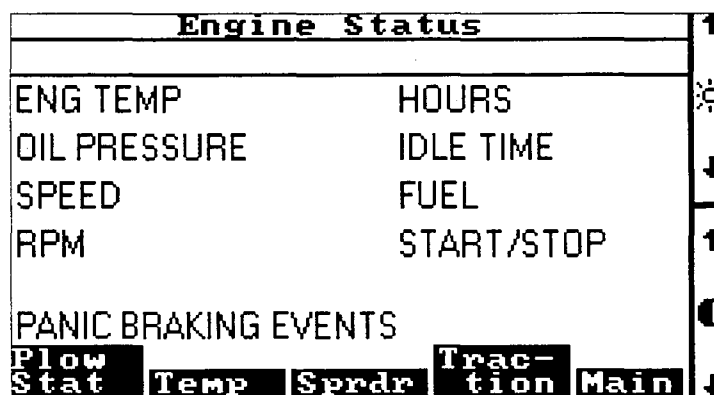 Engine Status
ENG TEMP HOURS
OIL PRESSURE IDLE TIME
SPEED FUEL
RPM START/STOP
PANIC BRAKING EVENTS
Plow Stat Temp Sprdr Trac-tion Main